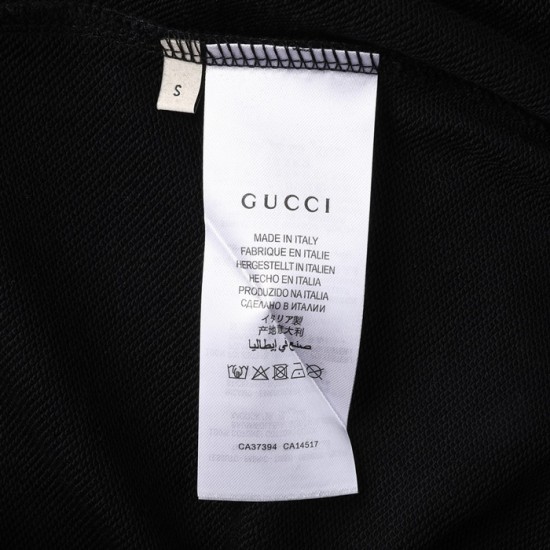 S
GUCCI
MADE IN ITALY
FABRIQUE EN ITALIE
HERGESTELLT IN ITALIEN
HECHO EN ITALIA
PRODUZIDO NA ITALIA
СДЕЛАНО В ИТАЛИИ
イタリア製
产地意大利
صنع في إيطاليا
CA37394 CA14517